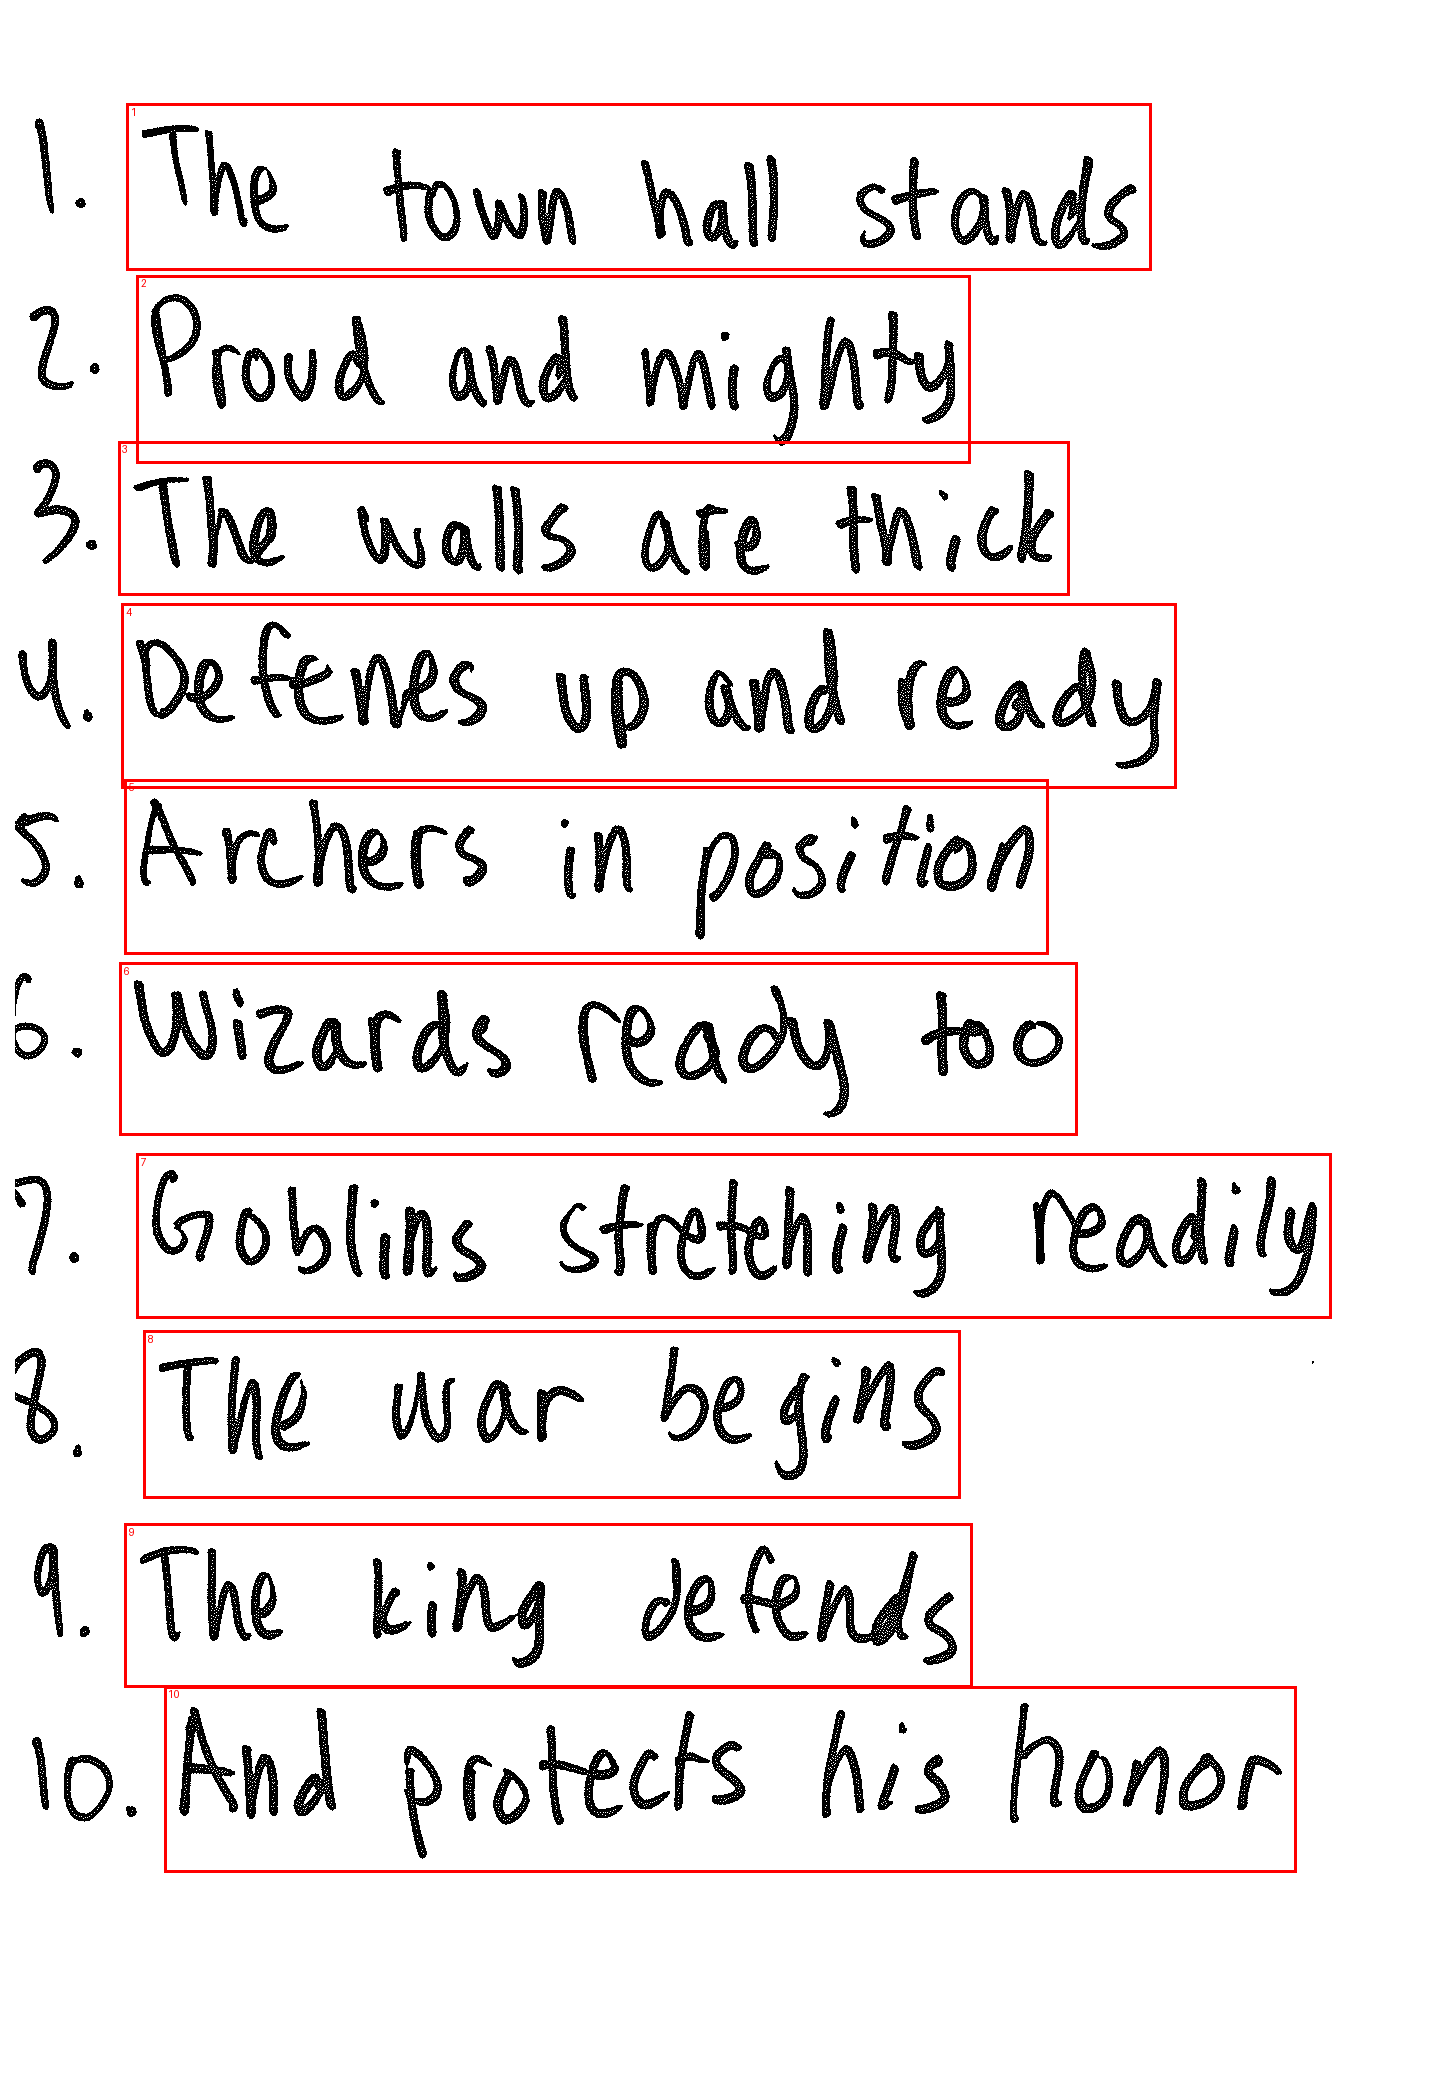 1. The town hall stands
2. Proud and mighty
3. The walls are thick
4. Defenes up and ready
5. Archers in position
6. Wizards ready too
7. Goblins stretching readily
8. The war begins
9. The king defends
10. And protects his honor